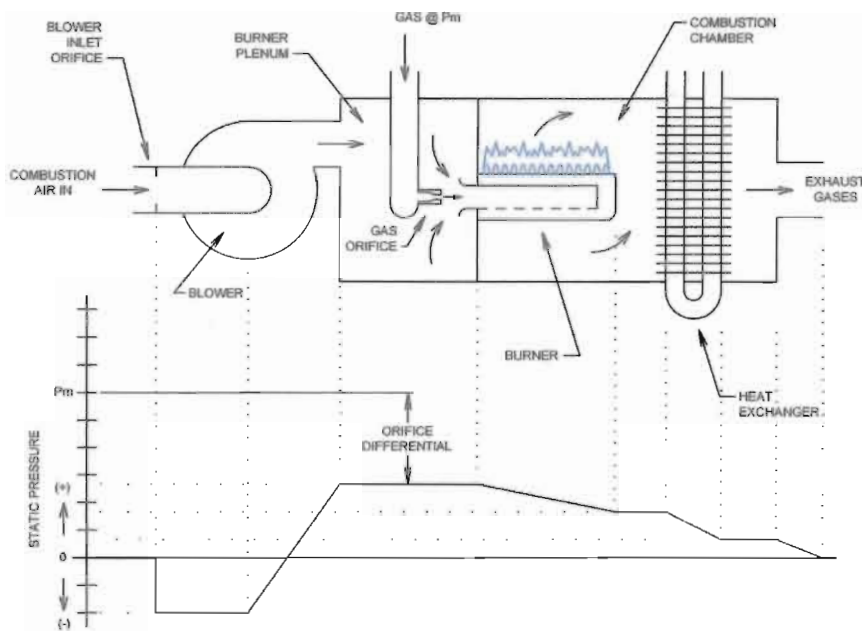 GAS @ Pm
BLOWER
INLET
ORIFICE
BURNER
PLENUM
COMBUSTION
CHAMBER
COMBUSTION
AIR IN
GAS
ORIFICE
EXHAUST
GASES
BLOWER
BURNER
HEAT
EXCHANGER
Pm
ORIFICE
DIFFERENTIAL
STATIC PRESSURE
(+)
0
(-)